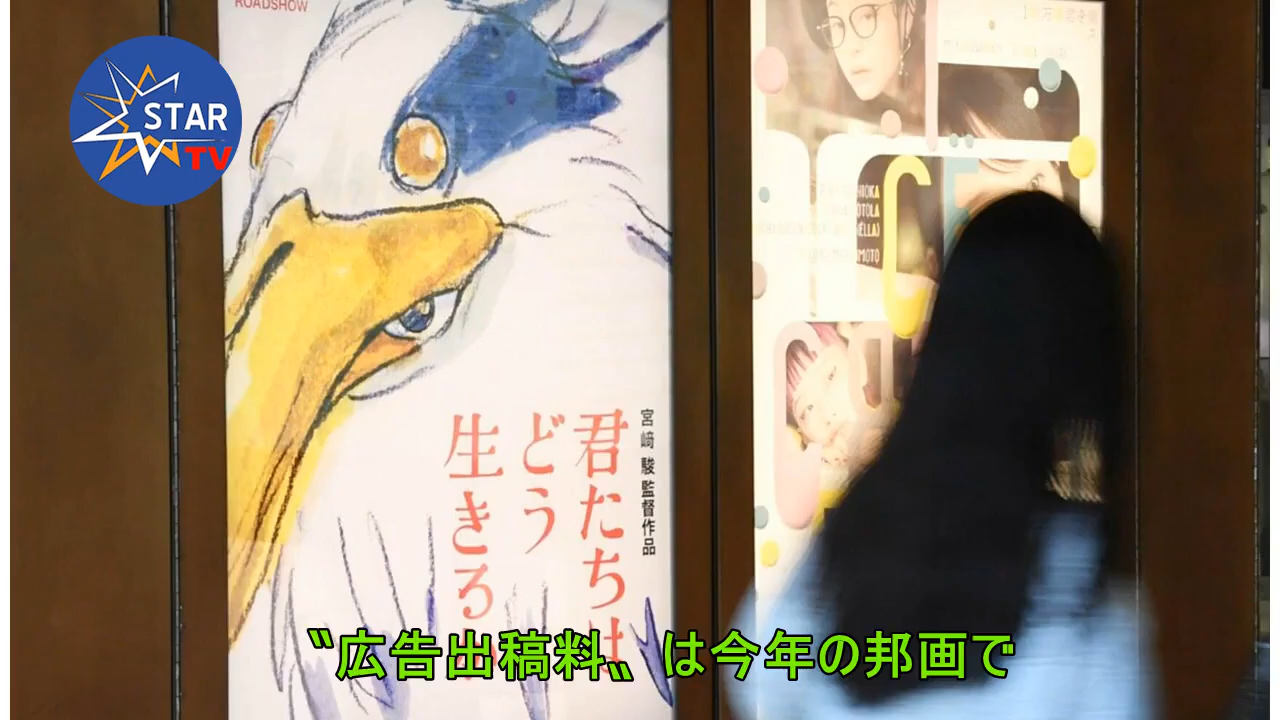 ROADSHOW
STAR
TV
宮﨑 駿 監督作品
君たちは
どう
生きるか
〝広告出稿料〟は今年の邦画で